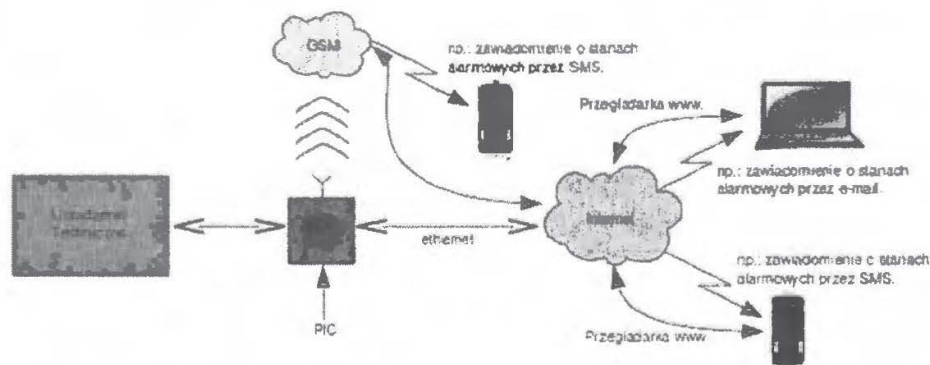 GSM
np.: zawiadomienie o stanach
alarmowych przez SMS.
Przeglądarka www.
np.: zawiadomienie o stanach
alarmowych przez e-mail.
Urządzenie
Techniczne
ethernet
Internet
PIC
np.: zawiadomienie o stanach
alarmowych przez SMS.
Przeglądarka www